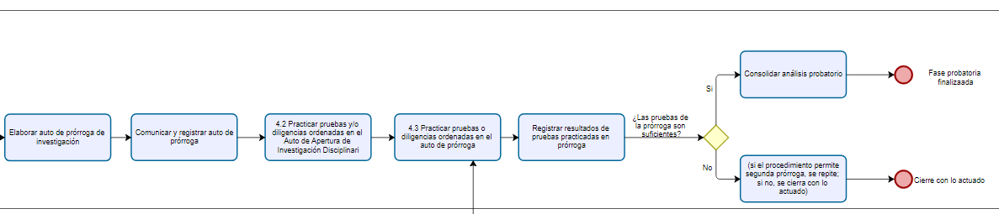 Elaborar auto de prórroga de
investigación
Comunicar y registrar auto de
prórroga
4.2 Practicar pruebas y/o
diligencias ordenadas en el
Auto de Apertura de
Investigación Disciplinari
4.3 Practicar pruebas o
diligencias ordenadas en el
auto de prórroga
Registrar resultados de
pruebas practicadas en
prórroga
¿Las pruebas de
la prórroga son
suficientes?
Si
Consolidar análisis probatorio
Fase probatoria
finalizaada
No
(si el procedimiento permite
segunda prórroga, se repite;
si no, se cierra con lo
actuado)
Cierre con lo actuado